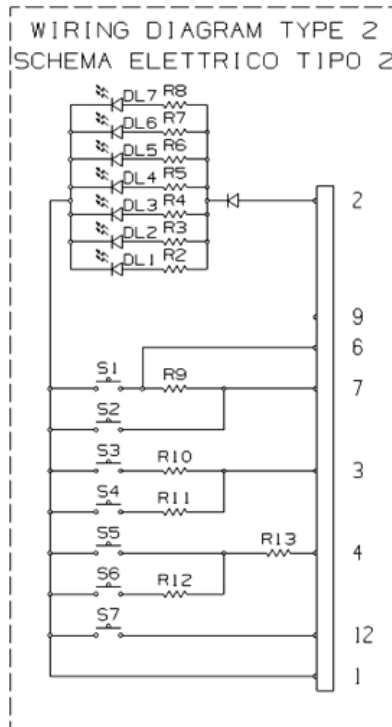 WIRING DIAGRAM TYPE 2
SCHEMA ELETTRICO TIPO 2
DL7 R8
DL6 R7
DL5 R6
DL4 R5
DL3 R4
DL2 R3
DL1 R2
2
9
6
S1 R9 7
S2
S3 R10 3
S4 R11
S5 R13 4
S6 R12
S7 12
1